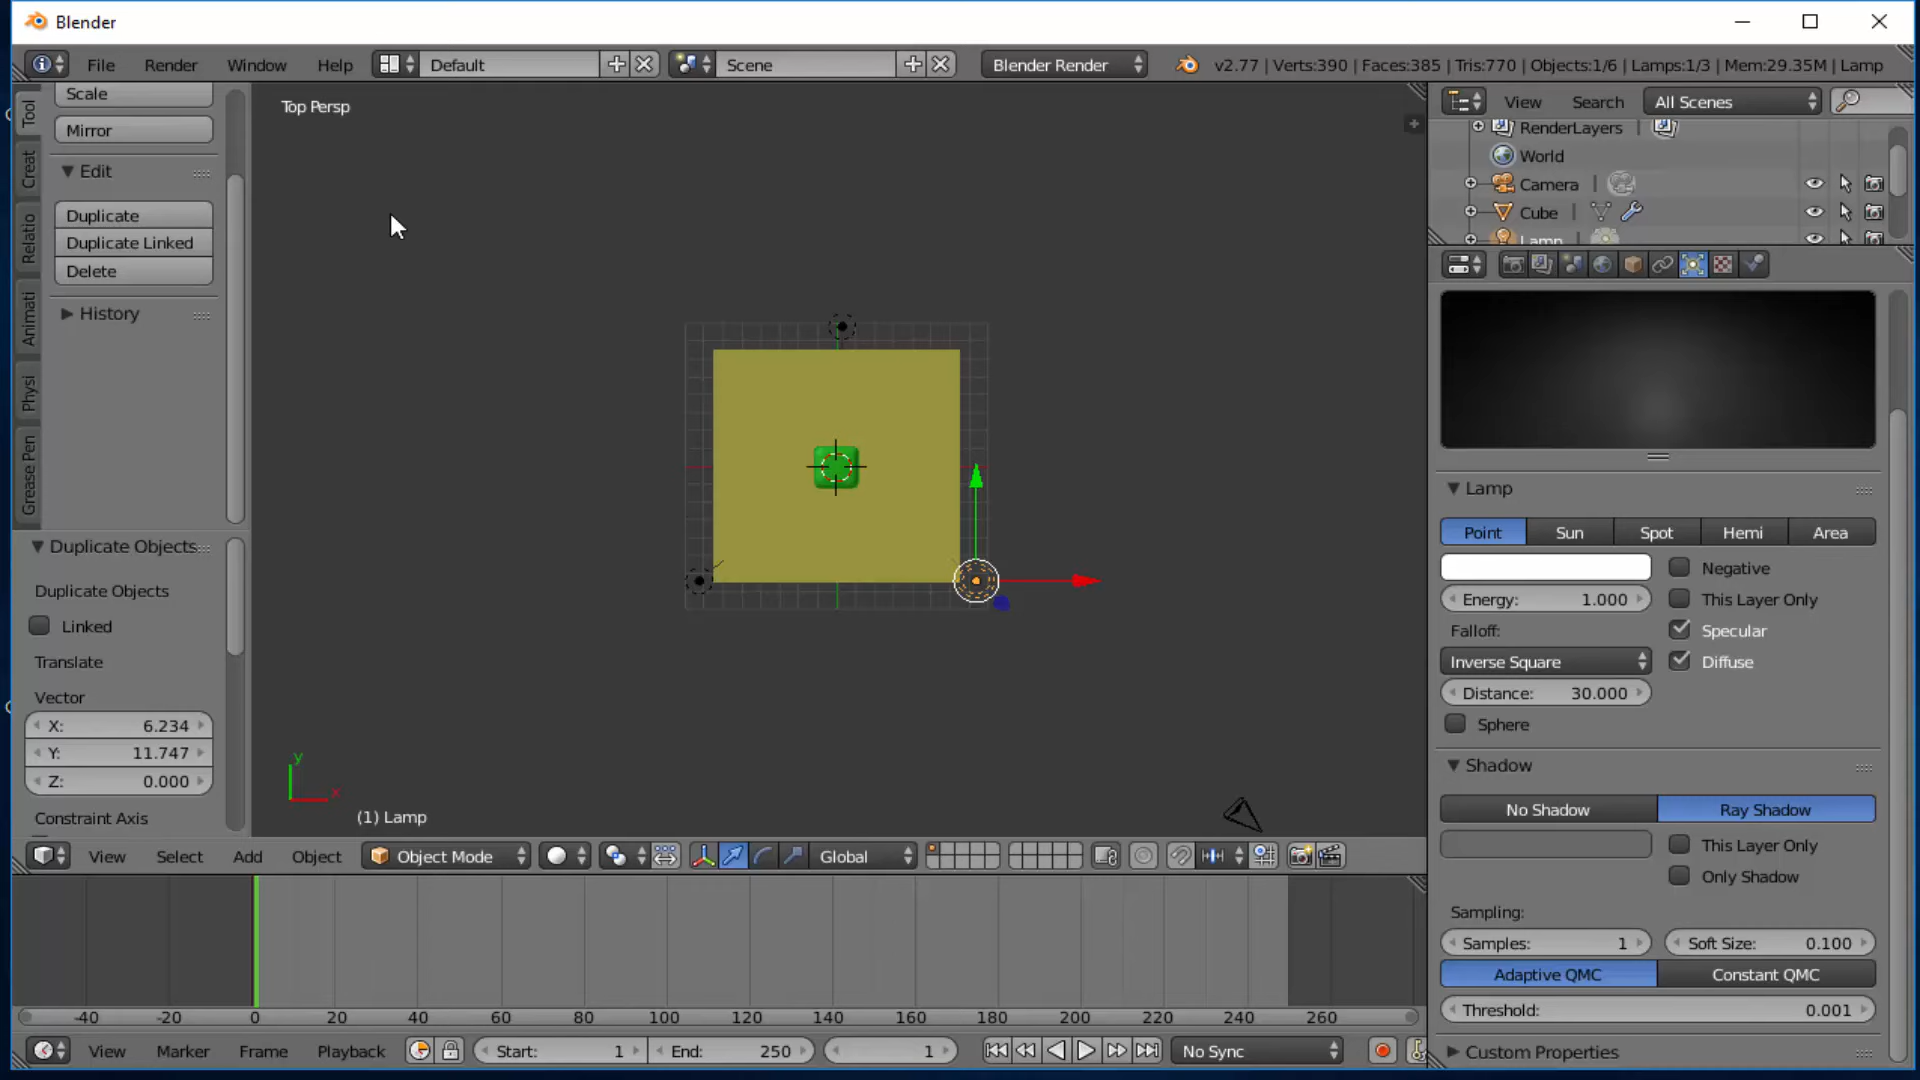 Blender
File Render Window Help Default Scene Blender Render v2.77 | Verts:390 | Faces:385 | Tris:770 | Objects:1/6 | Lamps:1/3 | Mem:29.35M | Lamp
Tool
Creat
Relatio
Animati
Physi
Grease Pen
Scale
Mirror
Edit
Duplicate
Duplicate Linked
Delete
History
Duplicate Objects
Duplicate Objects
Linked
Translate
Vector
X: 6.234
Y: 11.747
Z: 0.000
Constraint Axis
Top Persp
y
x
(1) Lamp
View Select Add Object Object Mode Global
-40 -20 0 20 40 60 80 100 120 140 160 180 200 220 240 260
View Marker Frame Playback Start: 1 End: 250 1 No Sync
View Search All Scenes
RenderLayers
World
Camera
Cube
Lamp
Lamp
Point Sun Spot Hemi Area
Negative
Energy: 1.000 This Layer Only
Falloff: Specular
Inverse Square Diffuse
Distance: 30.000
Sphere
Shadow
No Shadow Ray Shadow
This Layer Only
Only Shadow
Sampling:
Samples: 1 Soft Size: 0.100
Adaptive QMC Constant QMC
Threshold: 0.001
Custom Properties